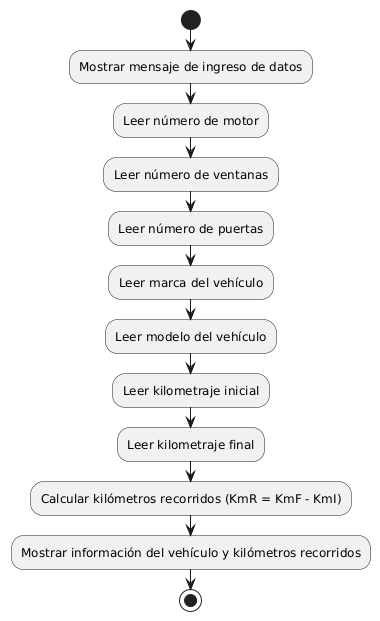 Mostrar mensaje de ingreso de datos
Leer número de motor
Leer número de ventanas
Leer número de puertas
Leer marca del vehículo
Leer modelo del vehículo
Leer kilometraje inicial
Leer kilometraje final
Calcular kilómetros recorridos (KmR = KmF - KmI)
Mostrar información del vehículo y kilómetros recorridos